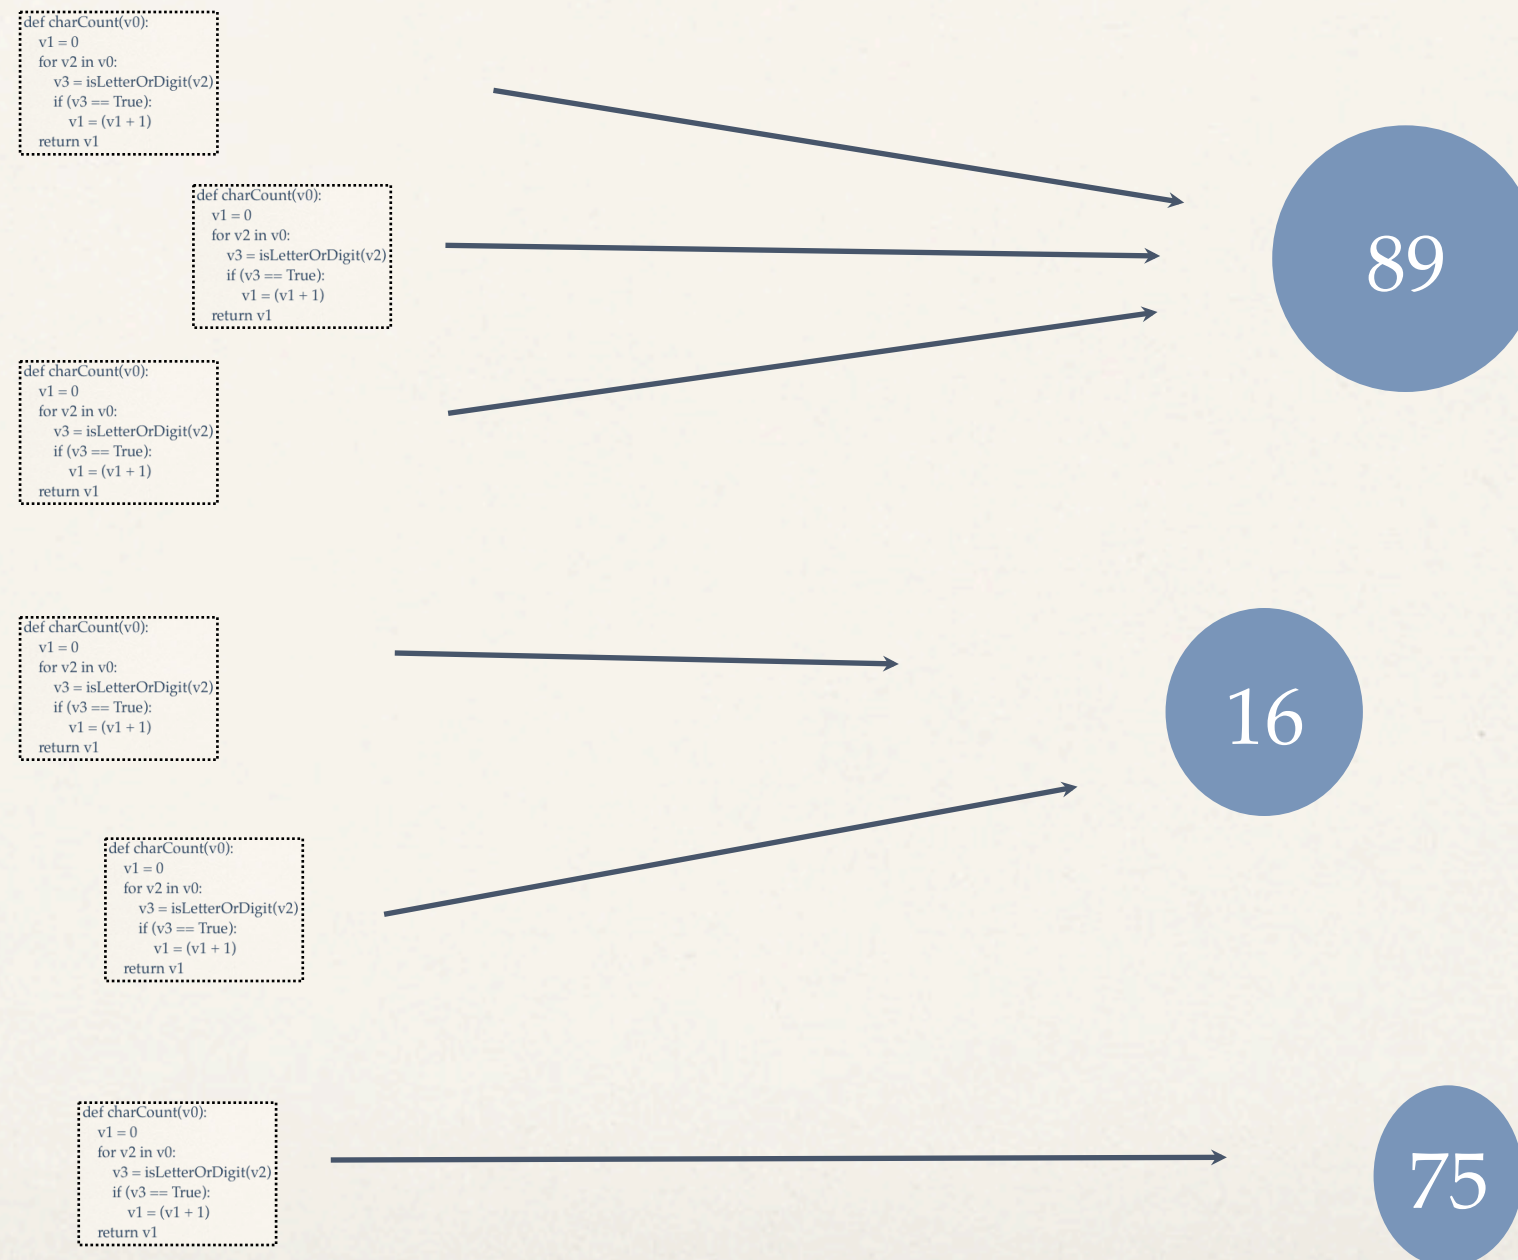 def charCount(v0):
v1 = 0
for v2 in v0:
v3 = isLetterOrDigit(v2)
if (v3 == True):
v1 = (v1 + 1)
return v1
def charCount(v0):
v1 = 0
for v2 in v0:
v3 = isLetterOrDigit(v2)
if (v3 == True):
v1 = (v1 + 1)
return v1
89
def charCount(v0):
v1 = 0
for v2 in v0:
v3 = isLetterOrDigit(v2)
if (v3 == True):
v1 = (v1 + 1)
return v1
def charCount(v0):
v1 = 0
for v2 in v0:
v3 = isLetterOrDigit(v2)
if (v3 == True):
v1 = (v1 + 1)
return v1
16
def charCount(v0):
v1 = 0
for v2 in v0:
v3 = isLetterOrDigit(v2)
if (v3 == True):
v1 = (v1 + 1)
return v1
def charCount(v0):
v1 = 0
for v2 in v0:
v3 = isLetterOrDigit(v2)
if (v3 == True):
v1 = (v1 + 1)
return v1
75